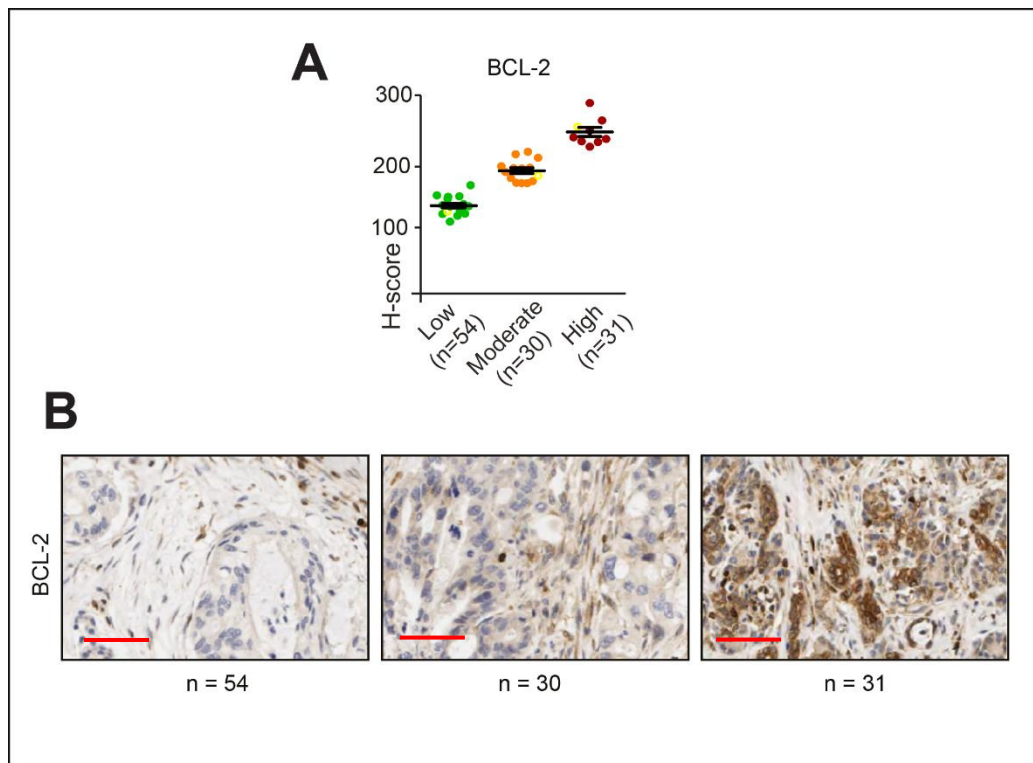 A
BCL-2
300
200
100
H-score
Low
(n=54)
Moderate
(n=30)
High
(n=31)
B
BCL-2
n = 54
n = 30
n = 31